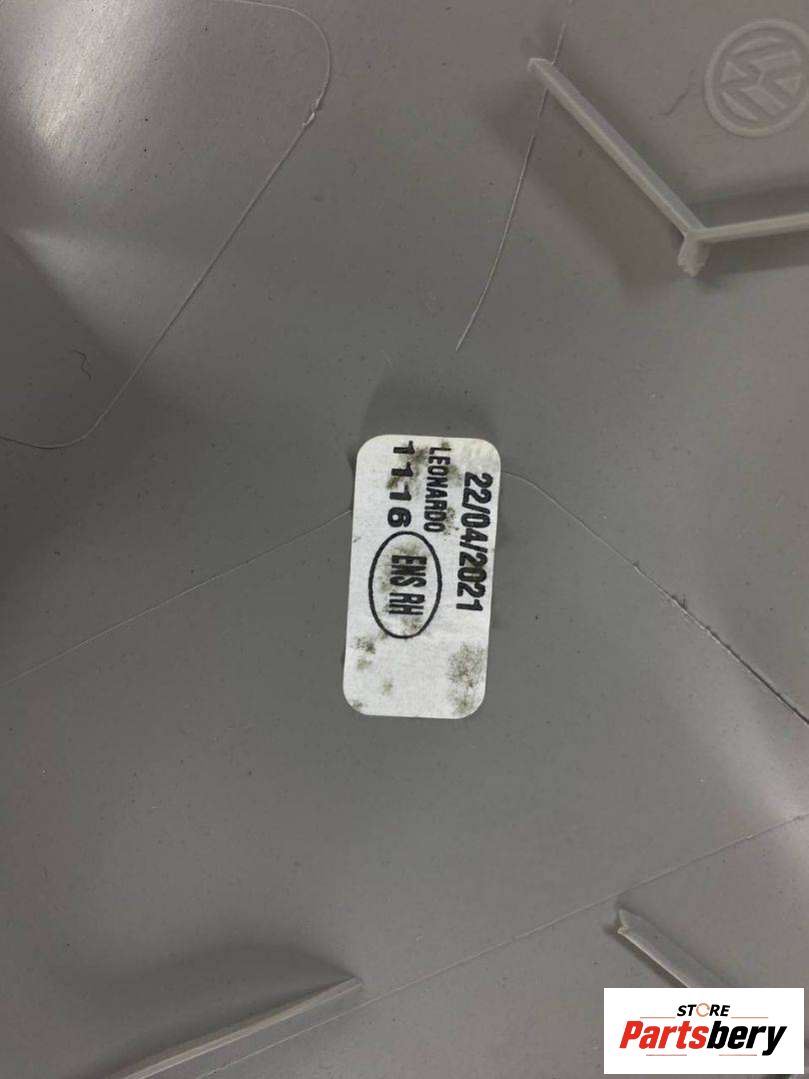 22/04/2021
LEONARDO
1116 ENS RH
STORE
Partsbery